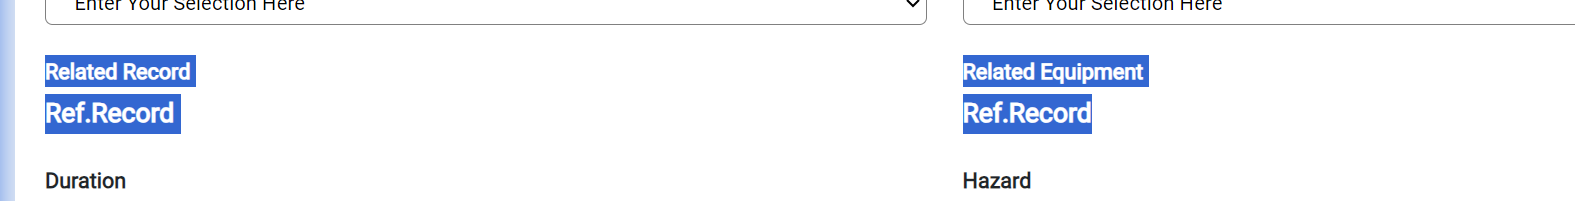 Enter Your Selection Here
Enter Your Selection Here
Related Record
Related Equipment
Ref.Record
Ref.Record
Duration
Hazard